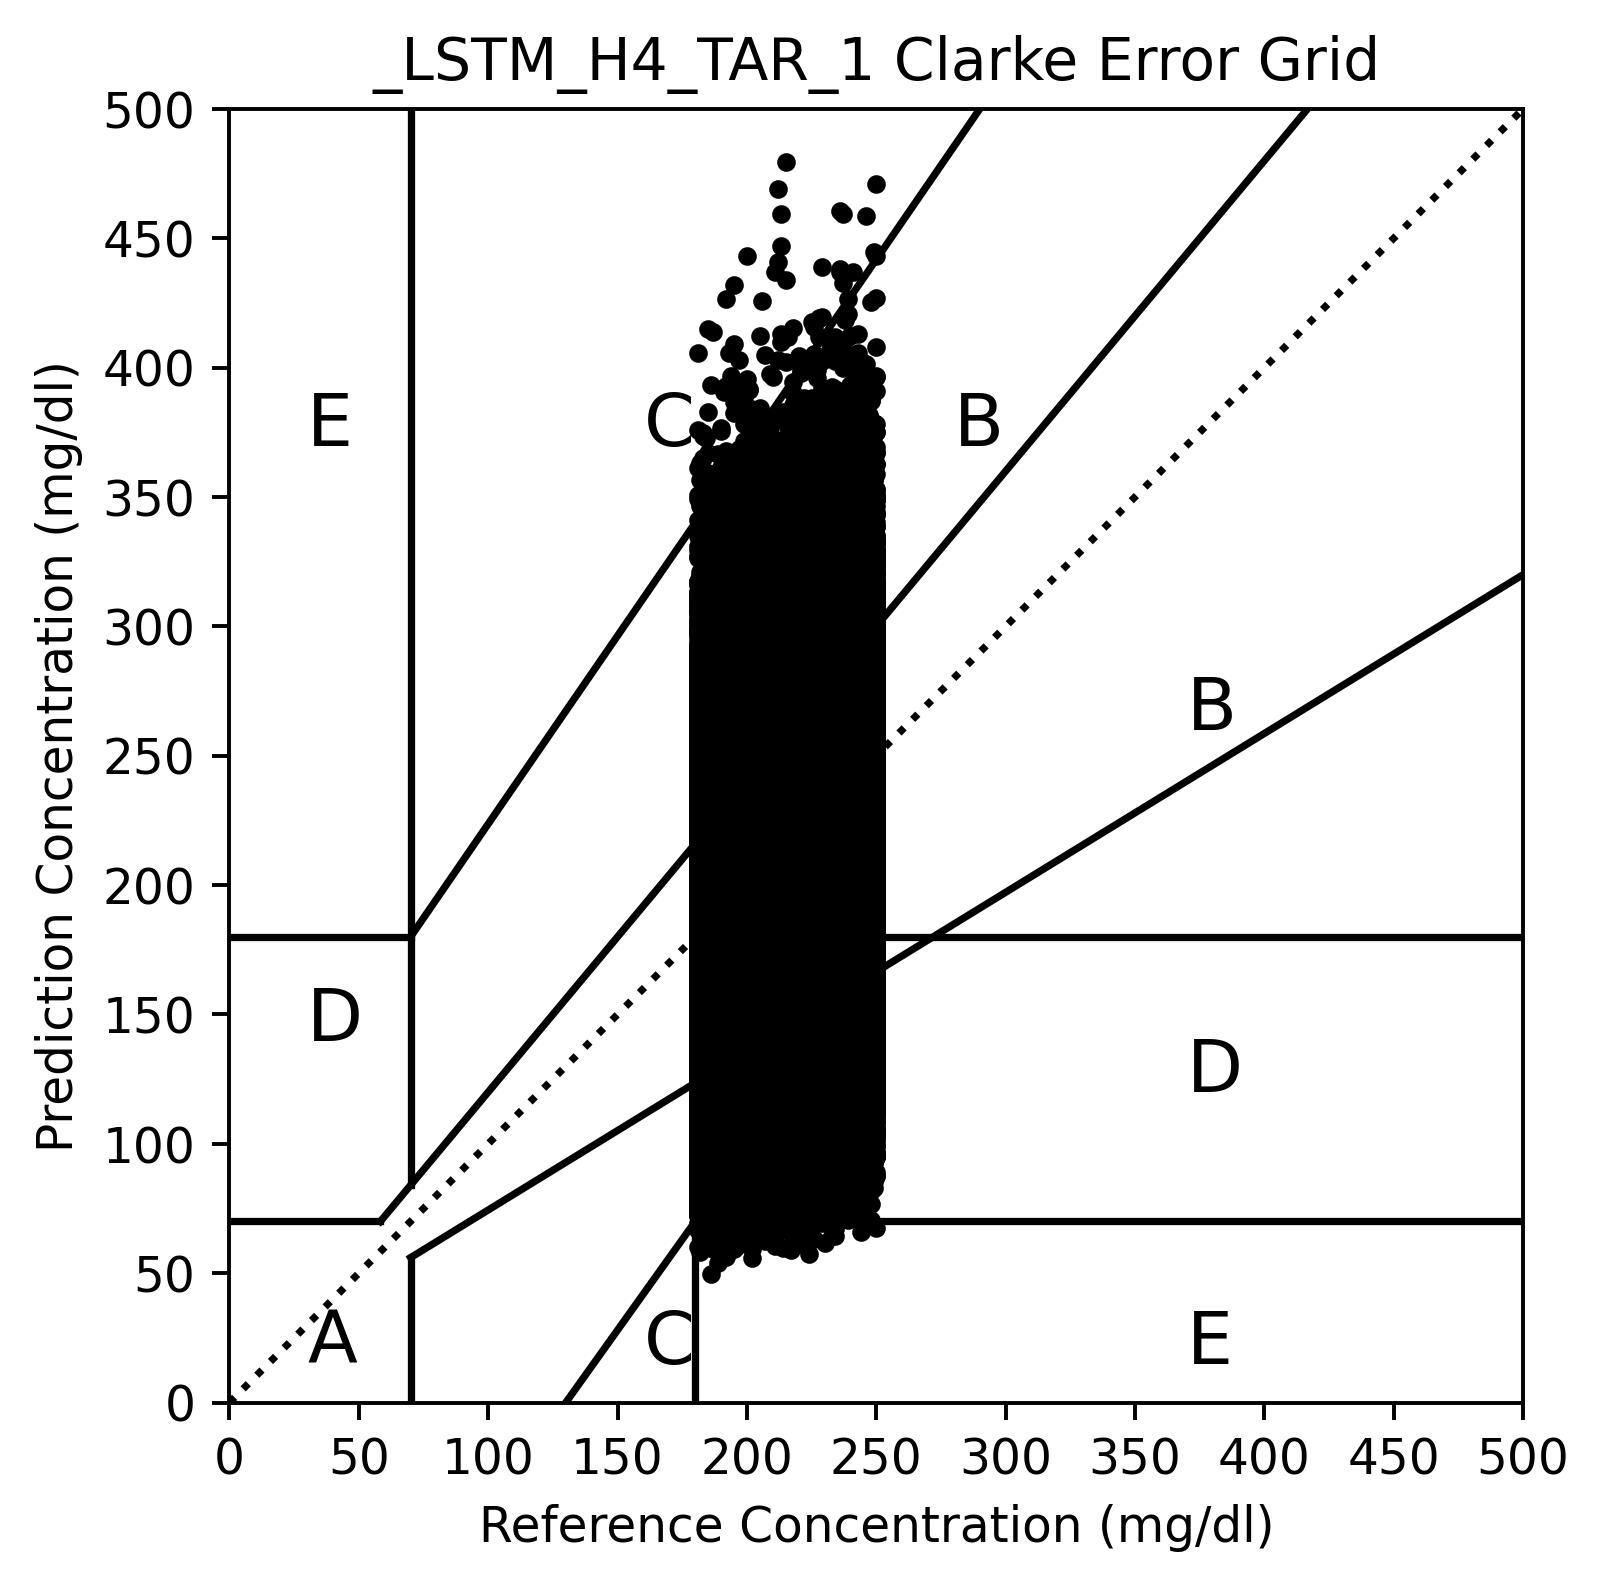 _LSTM_H4_TAR_1 Clarke Error Grid
500
450
400
350
300
250
200
150
100
50
0
Prediction Concentration (mg/dl)
E
C
B
B
D
D
A
C
E
0 50 100 150 200 250 300 350 400 450 500
Reference Concentration (mg/dl)